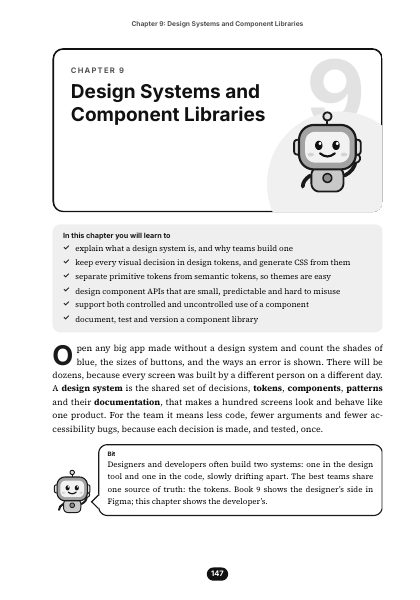 Chapter 9: Design Systems and Component Libraries
CHAPTER 9
9
Design Systems and
Component Libraries
In this chapter you will learn to
✓ explain what a design system is, and why teams build one
✓ keep every visual decision in design tokens, and generate CSS from them
✓ separate primitive tokens from semantic tokens, so themes are easy
✓ design component APIs that are small, predictable and hard to misuse
✓ support both controlled and uncontrolled use of a component
✓ document, test and version a component library
Open any big app made without a design system and count the shades of
blue, the sizes of buttons, and the ways an error is shown. There will be
dozens, because every screen was built by a different person on a different day.
A design system is the shared set of decisions, tokens, components, patterns
and their documentation, that makes a hundred screens look and behave like
one product. For the team it means less code, fewer arguments and fewer ac-
cessibility bugs, because each decision is made, and tested, once.
Bit
Designers and developers often build two systems: one in the design
tool and one in the code, slowly drifting apart. The best teams share
one source of truth: the tokens. Book 9 shows the designer's side in
Figma; this chapter shows the developer's.
147